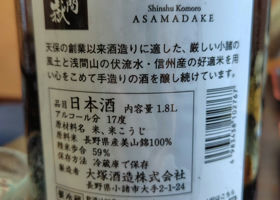 Shinshu Komoro
ASAMADAKE
天保の創業以来酒造りに適した、厳しい小諸の
風土と浅間山の伏流水・信州産の好適米を用
い心をこめて手造りの酒を醸し続けています。
品目 日本酒 内容量 1.8L
アルコール分 17度
原材料名 米、米こうじ
原料米 長野県産美山錦100%
精米歩合 59%
保存方法 冷蔵庫で保存
製造者 大塚酒造株式会社
長野県小諸市大手2-1-24